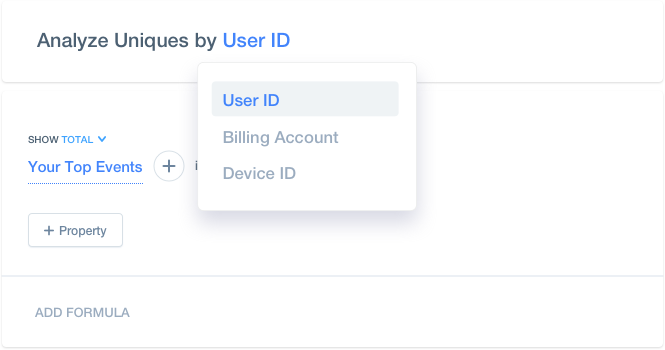 Analyze Uniques by User ID
User ID
Billing Account
Device ID
SHOW TOTAL
Your Top Events +
+ Property
ADD FORMULA